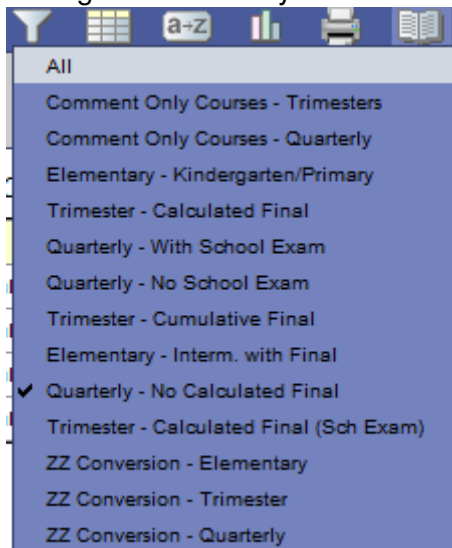 a÷z
All
Comment Only Courses - Trimesters
Comment Only Courses - Quarterly
Elementary - Kindergarten/Primary
Trimester - Calculated Final
Quarterly - With School Exam
Quarterly - No School Exam
Trimester - Cumulative Final
Elementary - Interm. with Final
Quarterly - No Calculated Final
Trimester - Calculated Final (Sch Exam)
ZZ Conversion - Elementary
ZZ Conversion - Trimester
ZZ Conversion - Quarterly